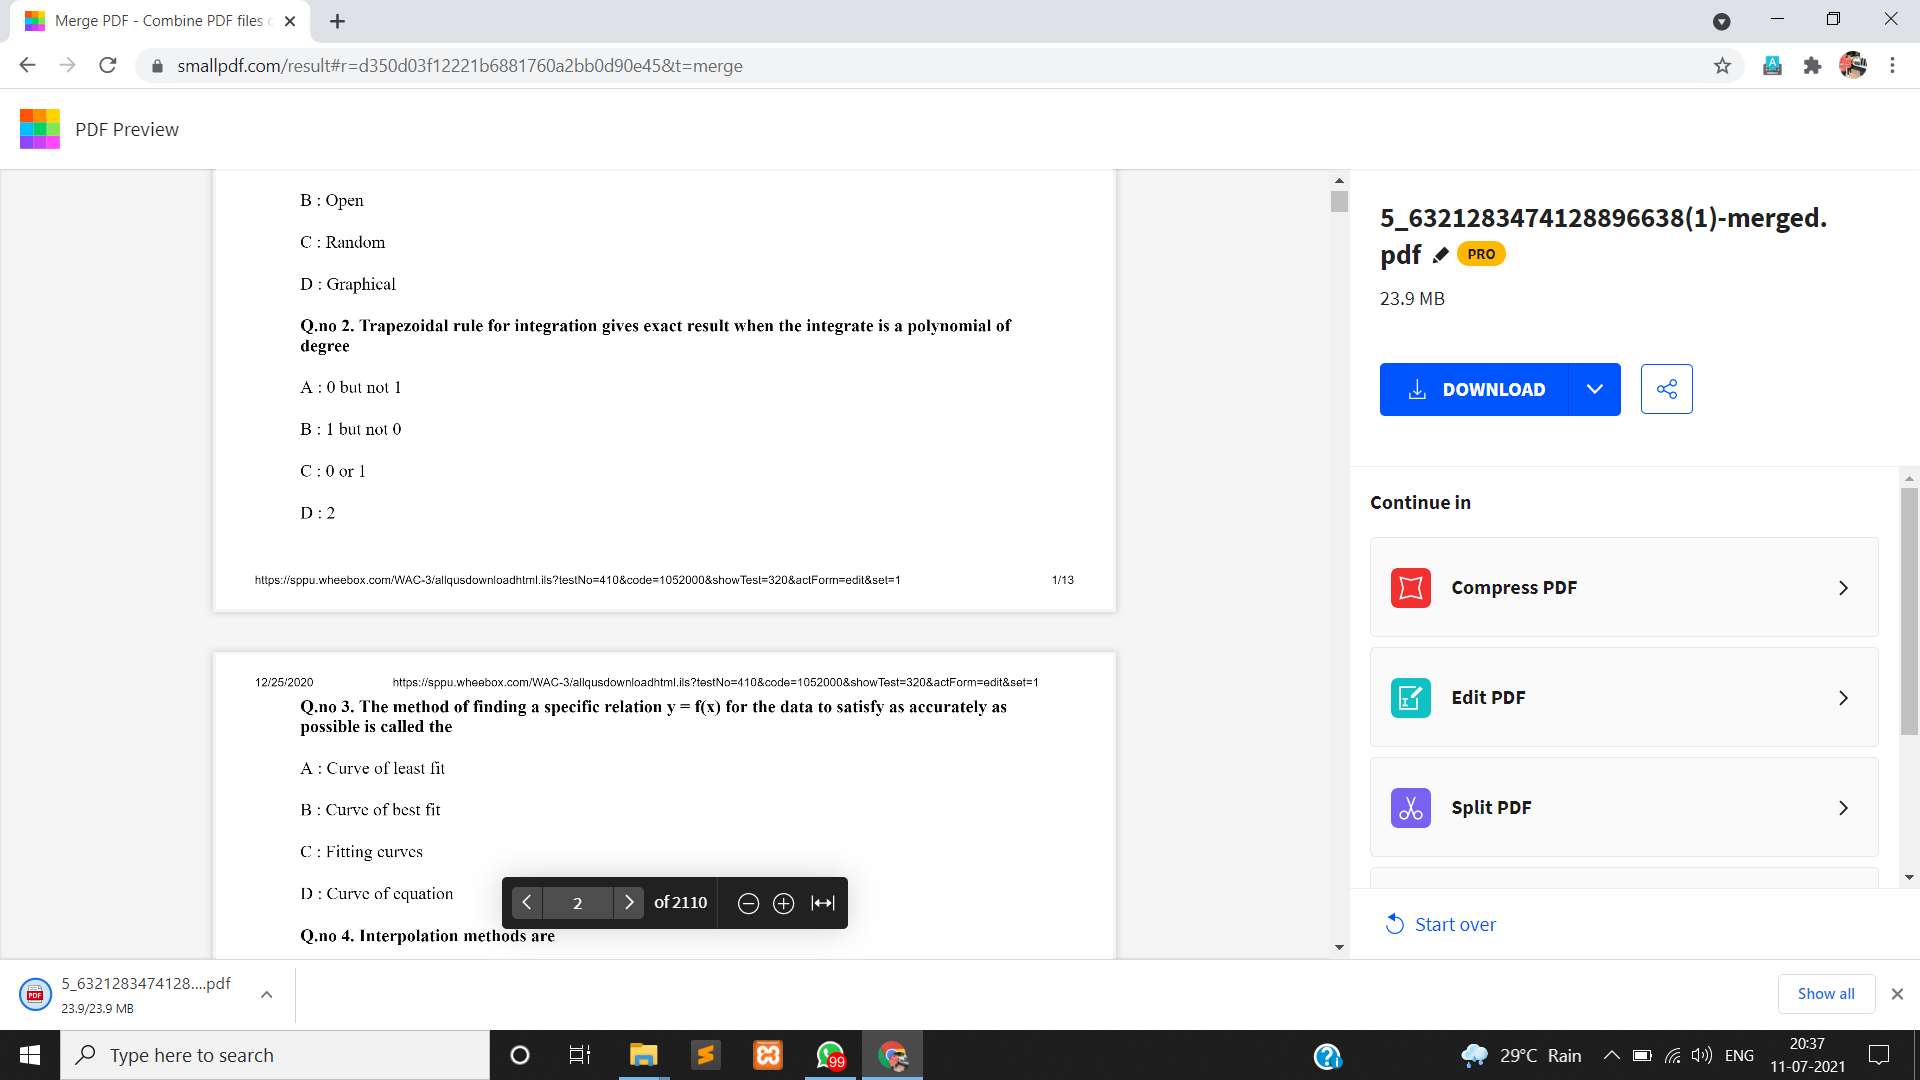 Merge PDF - Combine PDF files
smallpdf.com/result#r=d350d03f12221b6881760a2bb0d90e45&t=merge
PDF Preview
B : Open
C : Random
D : Graphical
Q.no 2. Trapezoidal rule for integration gives exact result when the integrate is a polynomial of
degree
A : 0 but not 1
B : 1 but not 0
C : 0 or 1
D : 2
https://sppu.wheebox.com/WAC-3/allqusdownloadhtml.ils?testNo=410&code=1052000&showTest=320&actForm=edit&set=1 1/13
12/25/2020 https://sppu.wheebox.com/WAC-3/allqusdownloadhtml.ils?testNo=410&code=1052000&showTest=320&actForm=edit&set=1
Q.no 3. The method of finding a specific relation y = f(x) for the data to satisfy as accurately as
possible is called the
A : Curve of least fit
B : Curve of best fit
C : Fitting curves
D : Curve of equation
Q.no 4. Interpolation methods are
2 of 2110
5_6321283474128896638(1)-merged.
pdf PRO
23.9 MB
DOWNLOAD
Continue in
Compress PDF
Edit PDF
Split PDF
Start over
5_6321283474128....pdf
23.9/23.9 MB
Show all
Type here to search
99
29°C Rain
ENG
20:37
11-07-2021